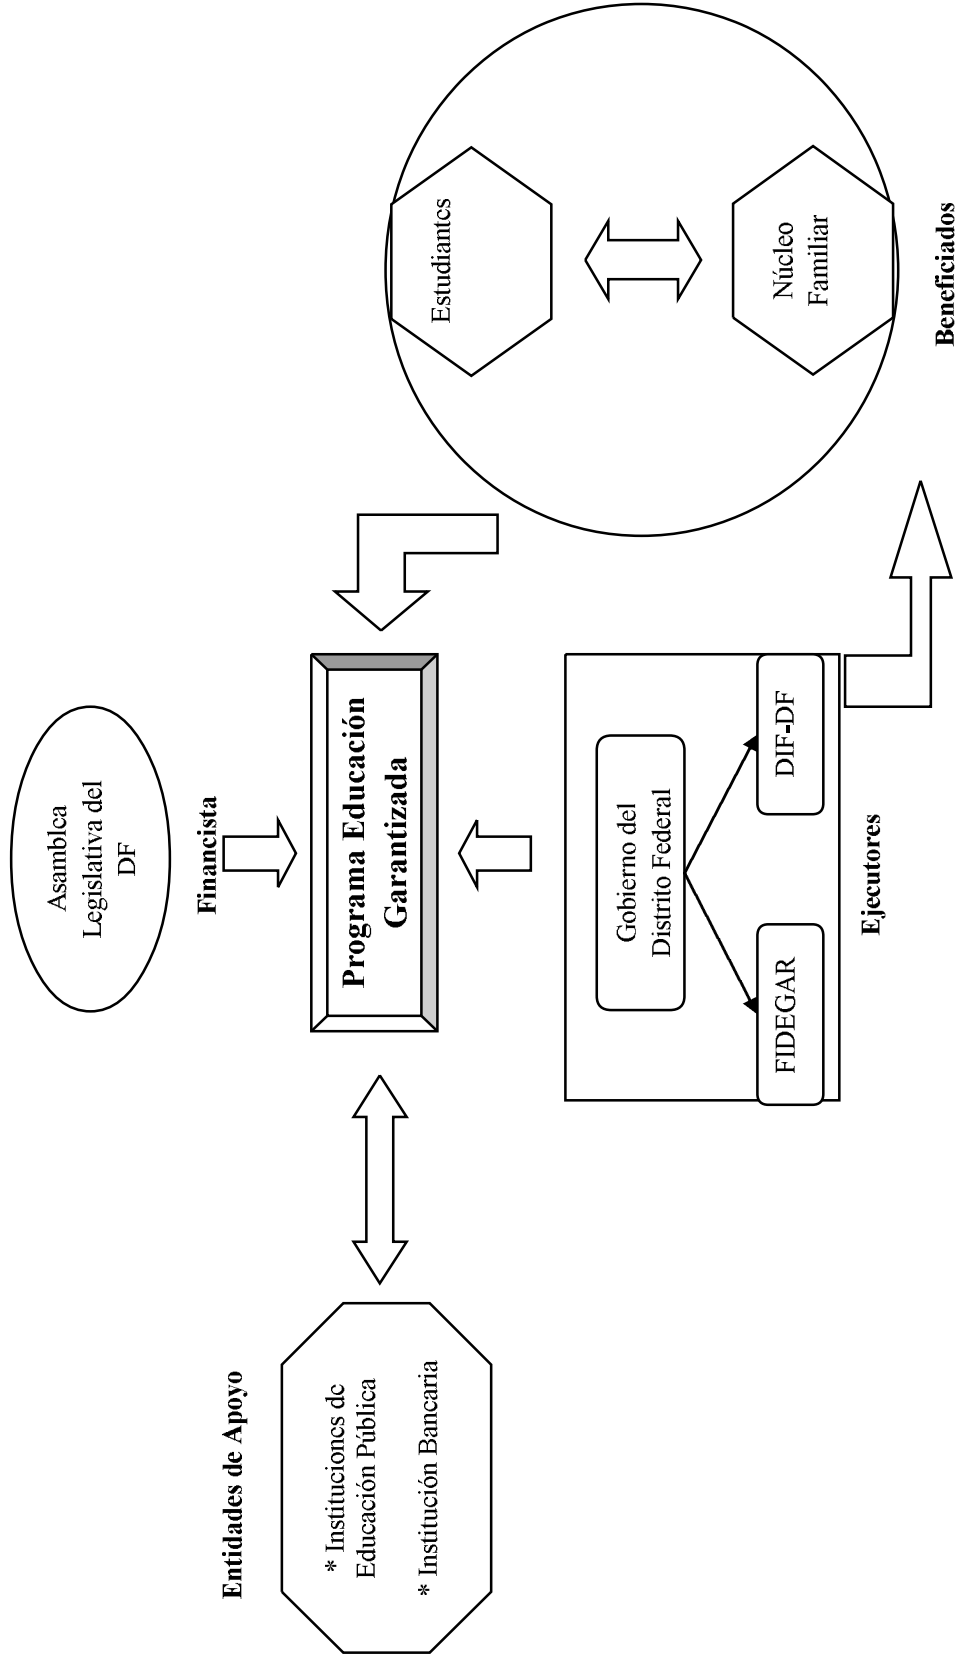 Asamblea
Legislativa del
DF
Financista
Entidades de Apoyo
* Instituciones de
Educación Pública
* Institución Bancaria
Programa Educación
Garantizada
Estudiantes
Núcleo
Familiar
Beneficiados
Gobierno del
Distrito Federal
FIDEGAR
DIF-DF
Ejecutores